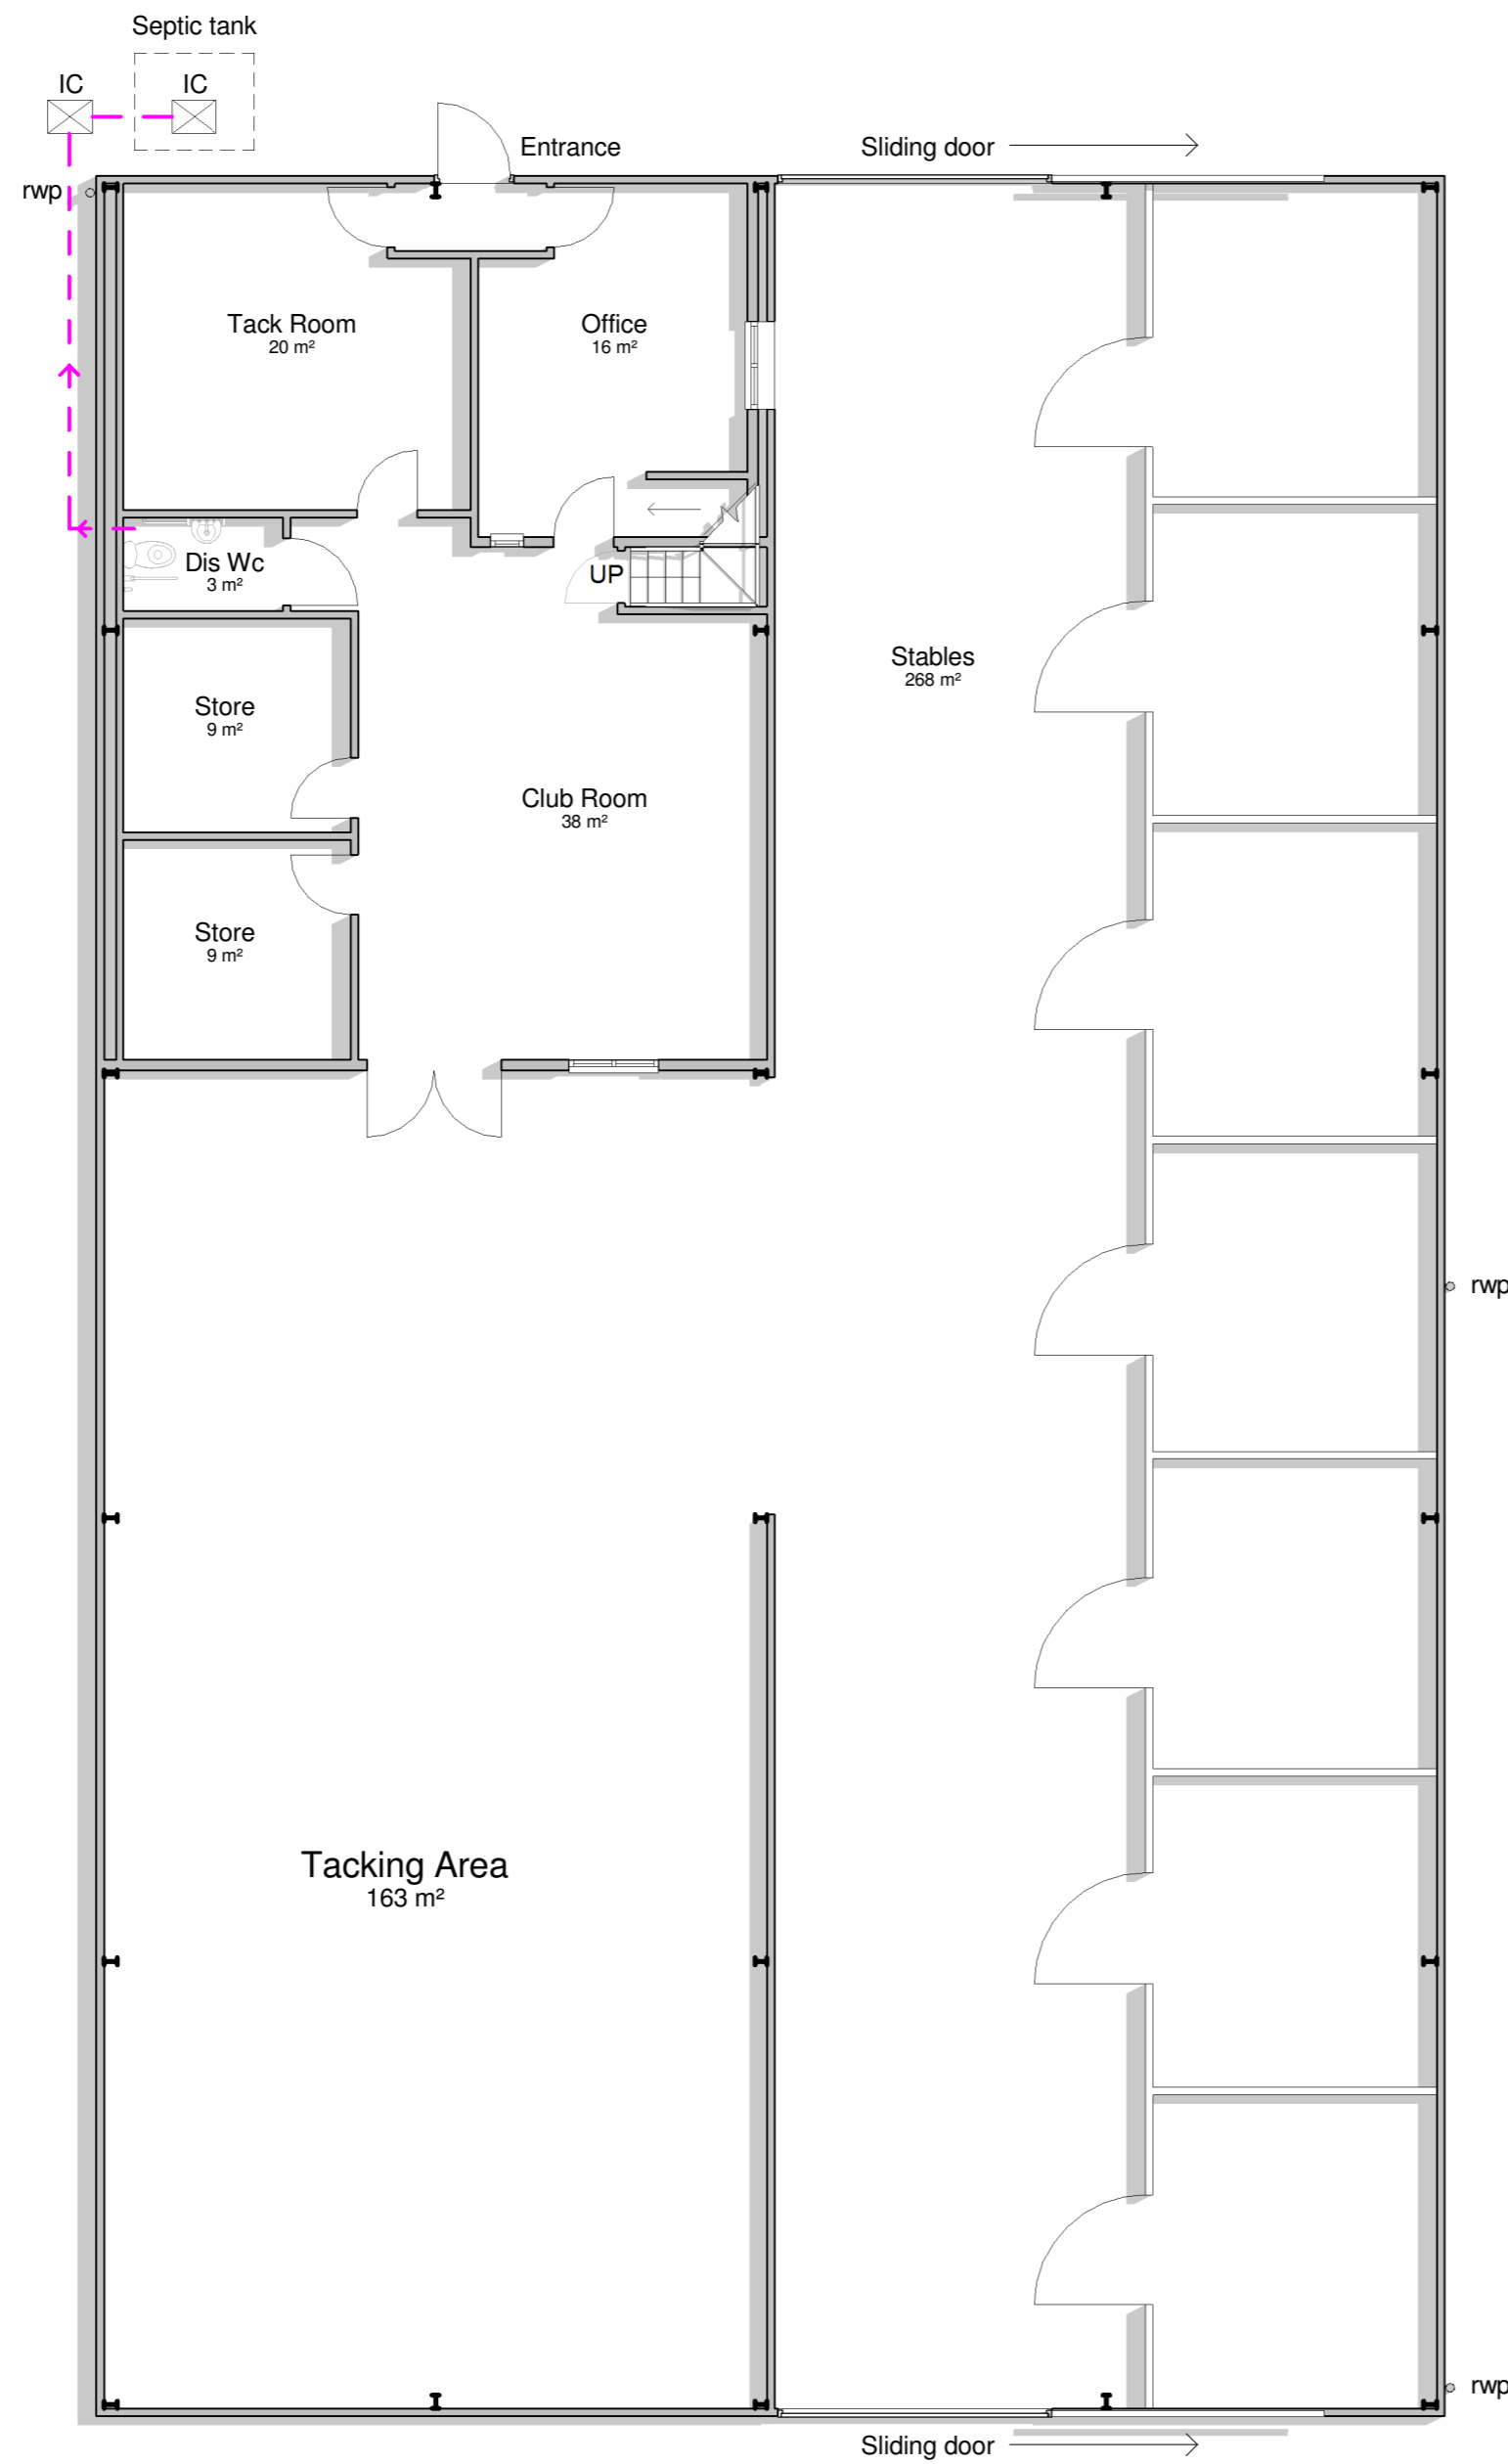 Septic tank
IC
IC
Entrance
Sliding door
rwp
Tack Room
20 m²
Office
16 m²
Dis Wc
3 m²
UP
Stables
268 m²
Store
9 m²
Club Room
38 m²
Store
9 m²
rwp
Tacking Area
163 m²
rwp
Sliding door